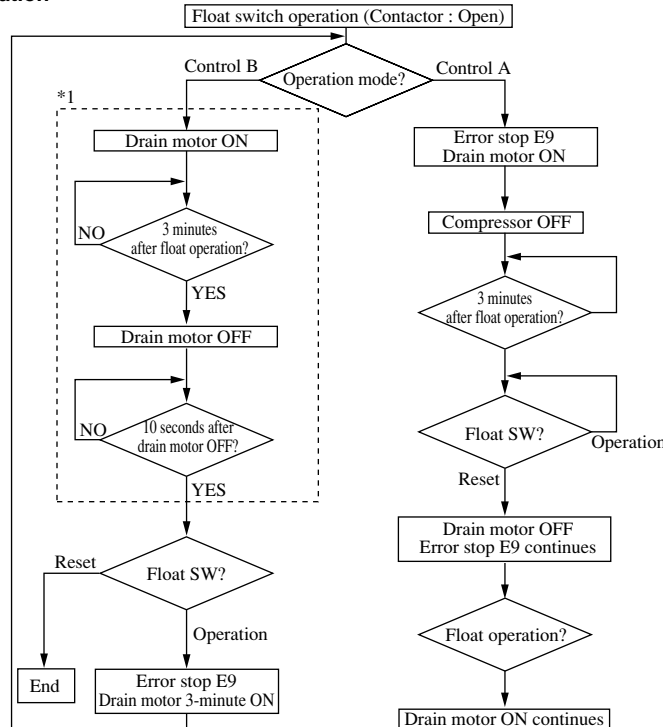 Float switch operation (Contactor : Open)
Operation mode?
Control B
Control A
*1
Drain motor ON
3 minutes
after float operation?
NO
YES
Drain motor OFF
10 seconds after
drain motor OFF?
NO
YES
Float SW?
Reset
Operation
End
Error stop E9
Drain motor 3-minute ON
Error stop E9
Drain motor ON
Compressor OFF
3 minutes
after float operation?
Float SW?
Operation
Reset
Drain motor OFF
Error stop E9 continues
Float operation?
Drain motor ON continues